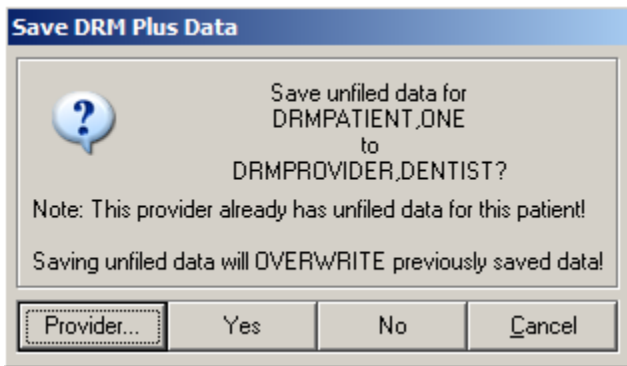 Save DRM Plus Data
Save unfiled data for
DRMPATIENT,ONE
to
DRMPROVIDER,DENTIST?
Note: This provider already has unfiled data for this patient!
Saving unfiled data will OVERWRITE previously saved data!
Provider... Yes No Cancel